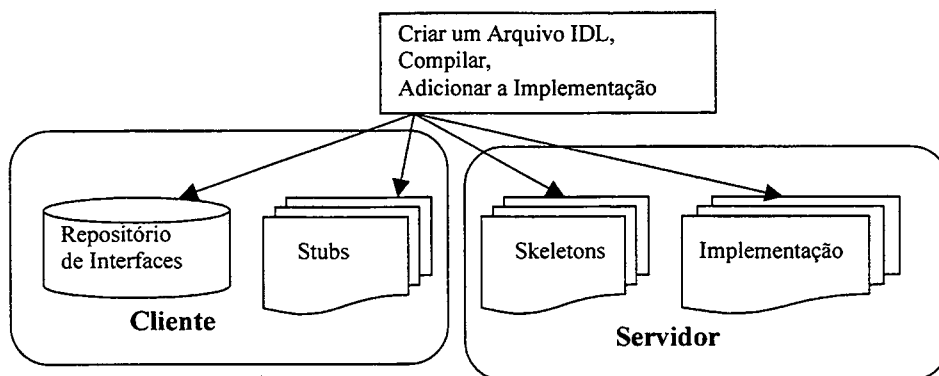 Criar um Arquivo IDL,
Compilar,
Adicionar a Implementação
Repositório
de Interfaces
Stubs
Cliente
Skeletons
Implementação
Servidor